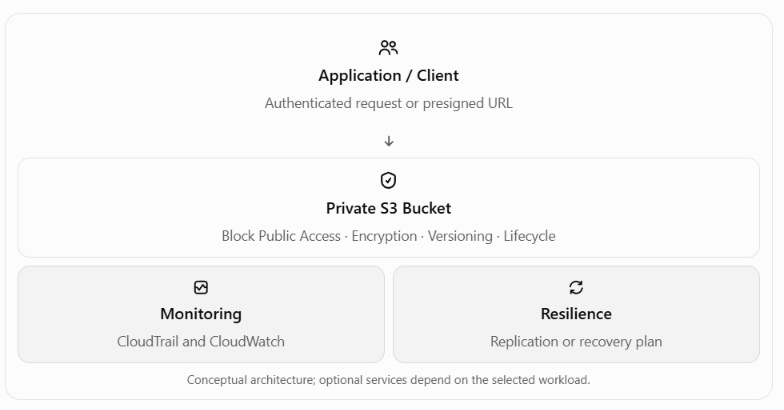 Application / Client
Authenticated request or presigned URL
Private S3 Bucket
Block Public Access · Encryption · Versioning · Lifecycle
Monitoring
CloudTrail and CloudWatch
Resilience
Replication or recovery plan
Conceptual architecture; optional services depend on the selected workload.